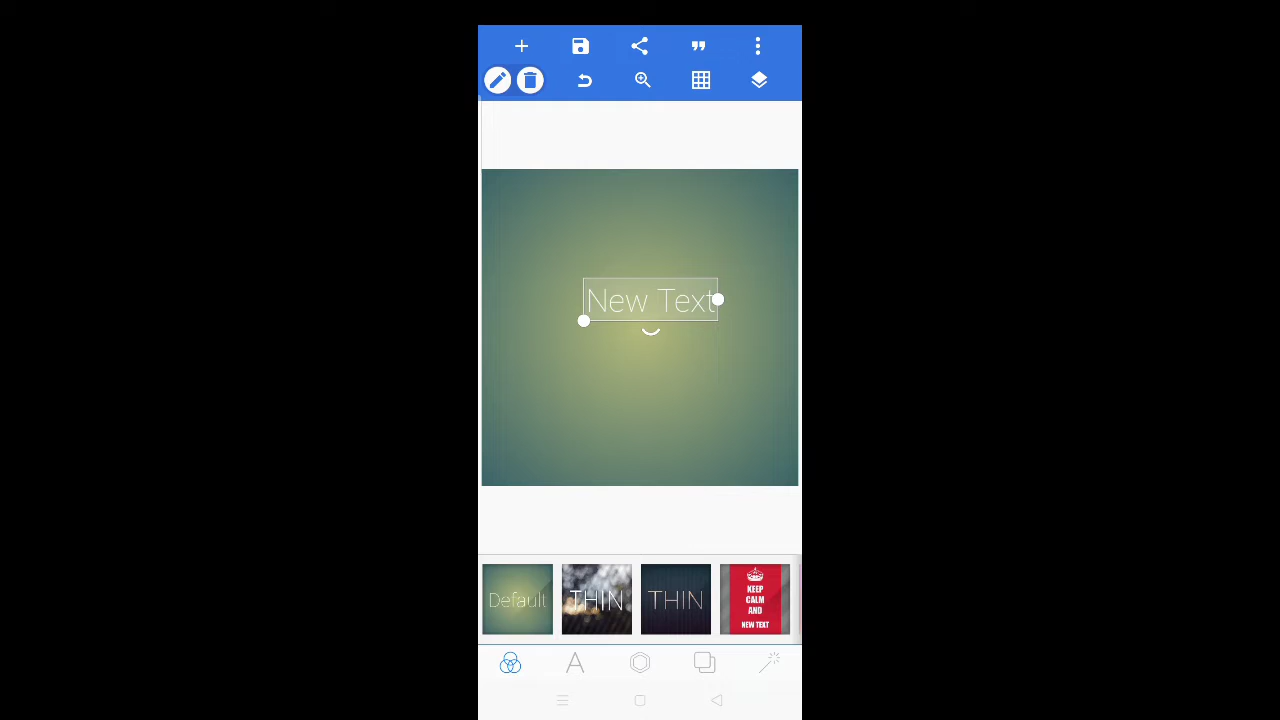 New Text
Default
THIN
THIN
KEEP
CALM
AND
NEW TEXT